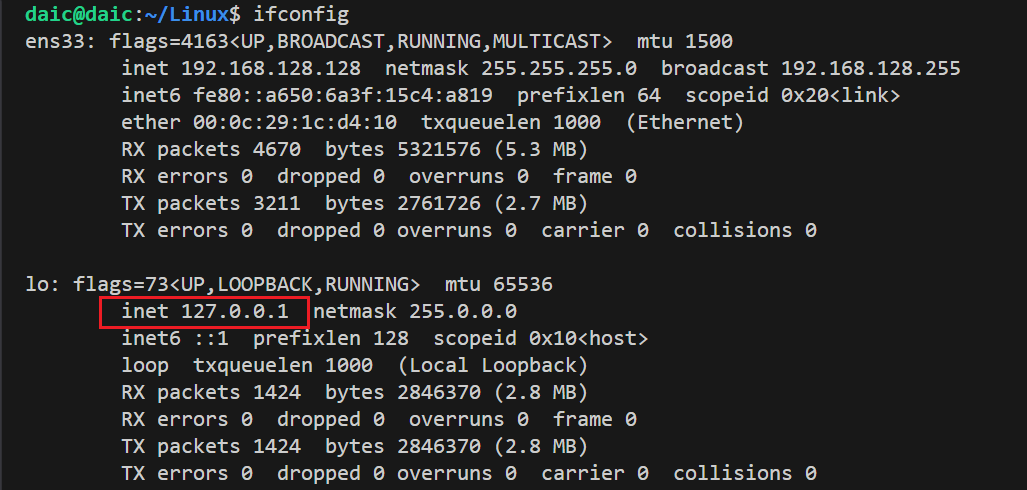 daic@daic:~/Linux$ ifconfig
ens33: flags=4163<UP,BROADCAST,RUNNING,MULTICAST>  mtu 1500
        inet 192.168.128.128  netmask 255.255.255.0  broadcast 192.168.128.255
        inet6 fe80::a650:6a3f:15c4:a819  prefixlen 64  scopeid 0x20<link>
        ether 00:0c:29:1c:d4:10  txqueuelen 1000  (Ethernet)
        RX packets 4670  bytes 5321576 (5.3 MB)
        RX errors 0  dropped 0  overruns 0  frame 0
        TX packets 3211  bytes 2761726 (2.7 MB)
        TX errors 0  dropped 0 overruns 0  carrier 0  collisions 0

lo: flags=73<UP,LOOPBACK,RUNNING>  mtu 65536
        inet 127.0.0.1  netmask 255.0.0.0
        inet6 ::1  prefixlen 128  scopeid 0x10<host>
        loop  txqueuelen 1000  (Local Loopback)
        RX packets 1424  bytes 2846370 (2.8 MB)
        RX errors 0  dropped 0  overruns 0  frame 0
        TX packets 1424  bytes 2846370 (2.8 MB)
        TX errors 0  dropped 0 overruns 0  carrier 0  collisions 0